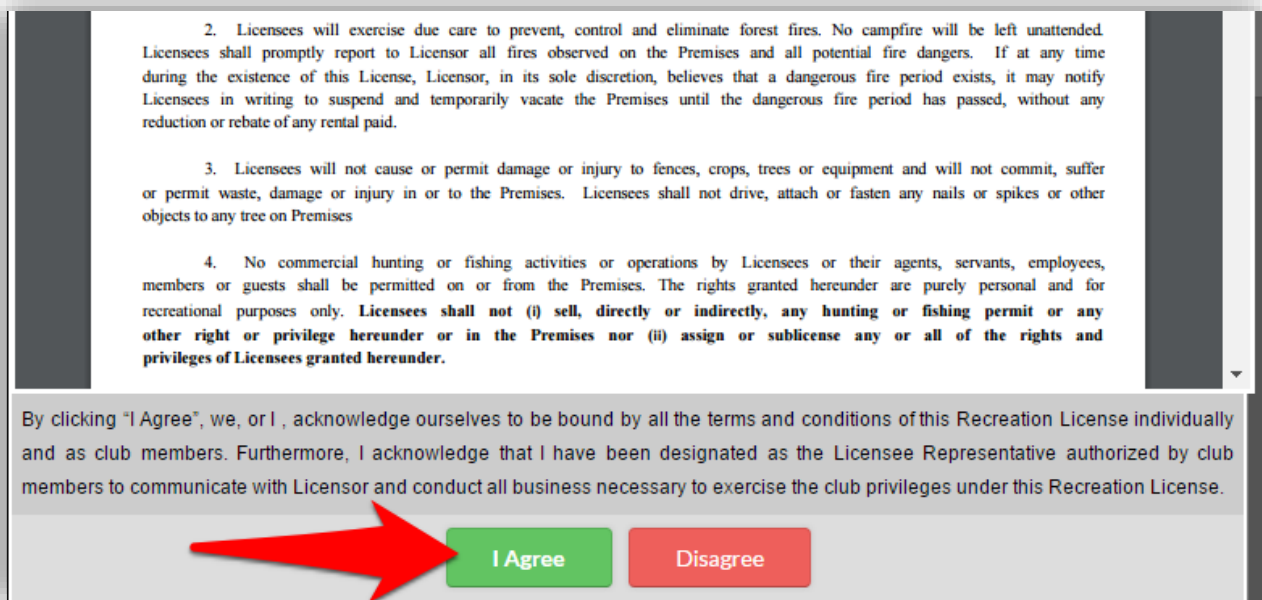 2. Licensees will exercise due care to prevent, control and eliminate forest fires. No campfire will be left unattended.
Licensees shall promptly report to Licensor all fires observed on the Premises and all potential fire dangers. If at any time
during the existence of this License, Licensor, in its sole discretion, believes that a dangerous fire period exists, it may notify
Licensees in writing to suspend and temporarily vacate the Premises until the dangerous fire period has passed, without any
reduction or rebate of any rental paid.
3. Licensees will not cause or permit damage or injury to fences, crops, trees or equipment and will not commit, suffer
or permit waste, damage or injury in or to the Premises. Licensees shall not drive, attach or fasten any nails or spikes or other
objects to any tree on Premises
4. No commercial hunting or fishing activities or operations by Licensees or their agents, servants, employees,
members or guests shall be permitted on or from the Premises. The rights granted hereunder are purely personal and for
recreational purposes only. Licensees shall not (i) sell, directly or indirectly, any hunting or fishing permit or any
other right or privilege hereunder or in the Premises nor (ii) assign or sublicense any or all of the rights and
privileges of Licensees granted hereunder.
By clicking “I Agree”, we, or I , acknowledge ourselves to be bound by all the terms and conditions of this Recreation License individually
and as club members. Furthermore, I acknowledge that I have been designated as the Licensee Representative authorized by club
members to communicate with Licensor and conduct all business necessary to exercise the club privileges under this Recreation License.
I Agree
Disagree